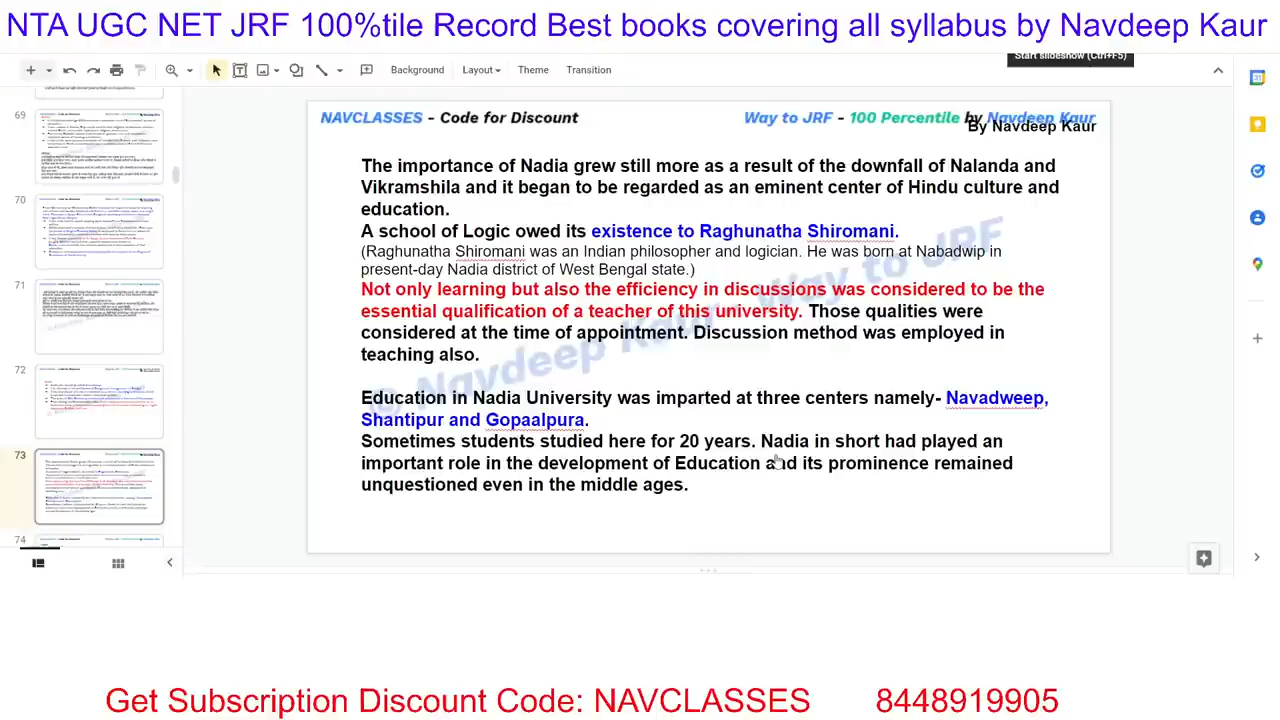 NTA UGC NET JRF 100%tile Record Best books covering all syllabus by Navdeep Kaur
Start slideshow (Ctrl+F5)
Background
Layout
Theme
Transition
69
70
71
72
73
74
NAVCLASSES - Code for Discount
Way to JRF - 100 Percentile by Navdeep Kaur
By Navdeep Kaur
The importance of Nadia grew still more as a result of the downfall of Nalanda and
Vikramshila and it began to be regarded as an eminent center of Hindu culture and
education.
A school of Logic owed its existence to Raghunatha Shiromani.
(Raghunatha Shiromani was an Indian philosopher and logician. He was born at Nabadwip in
present-day Nadia district of West Bengal state.)
Not only learning but also the efficiency in discussions was considered to be the
essential qualification of a teacher of this university. Those qualities were
considered at the time of appointment. Discussion method was employed in
teaching also.
Education in Nadia University was imparted at three centers namely- Navadweep,
Shantipur and Gopaalpura.
Sometimes students studied here for 20 years. Nadia in short had played an
important role in the development of Education and its prominence remained
unquestioned even in the middle ages.
© Navdeep Kaur Way to
Get Subscription Discount Code: NAVCLASSES 8448919905